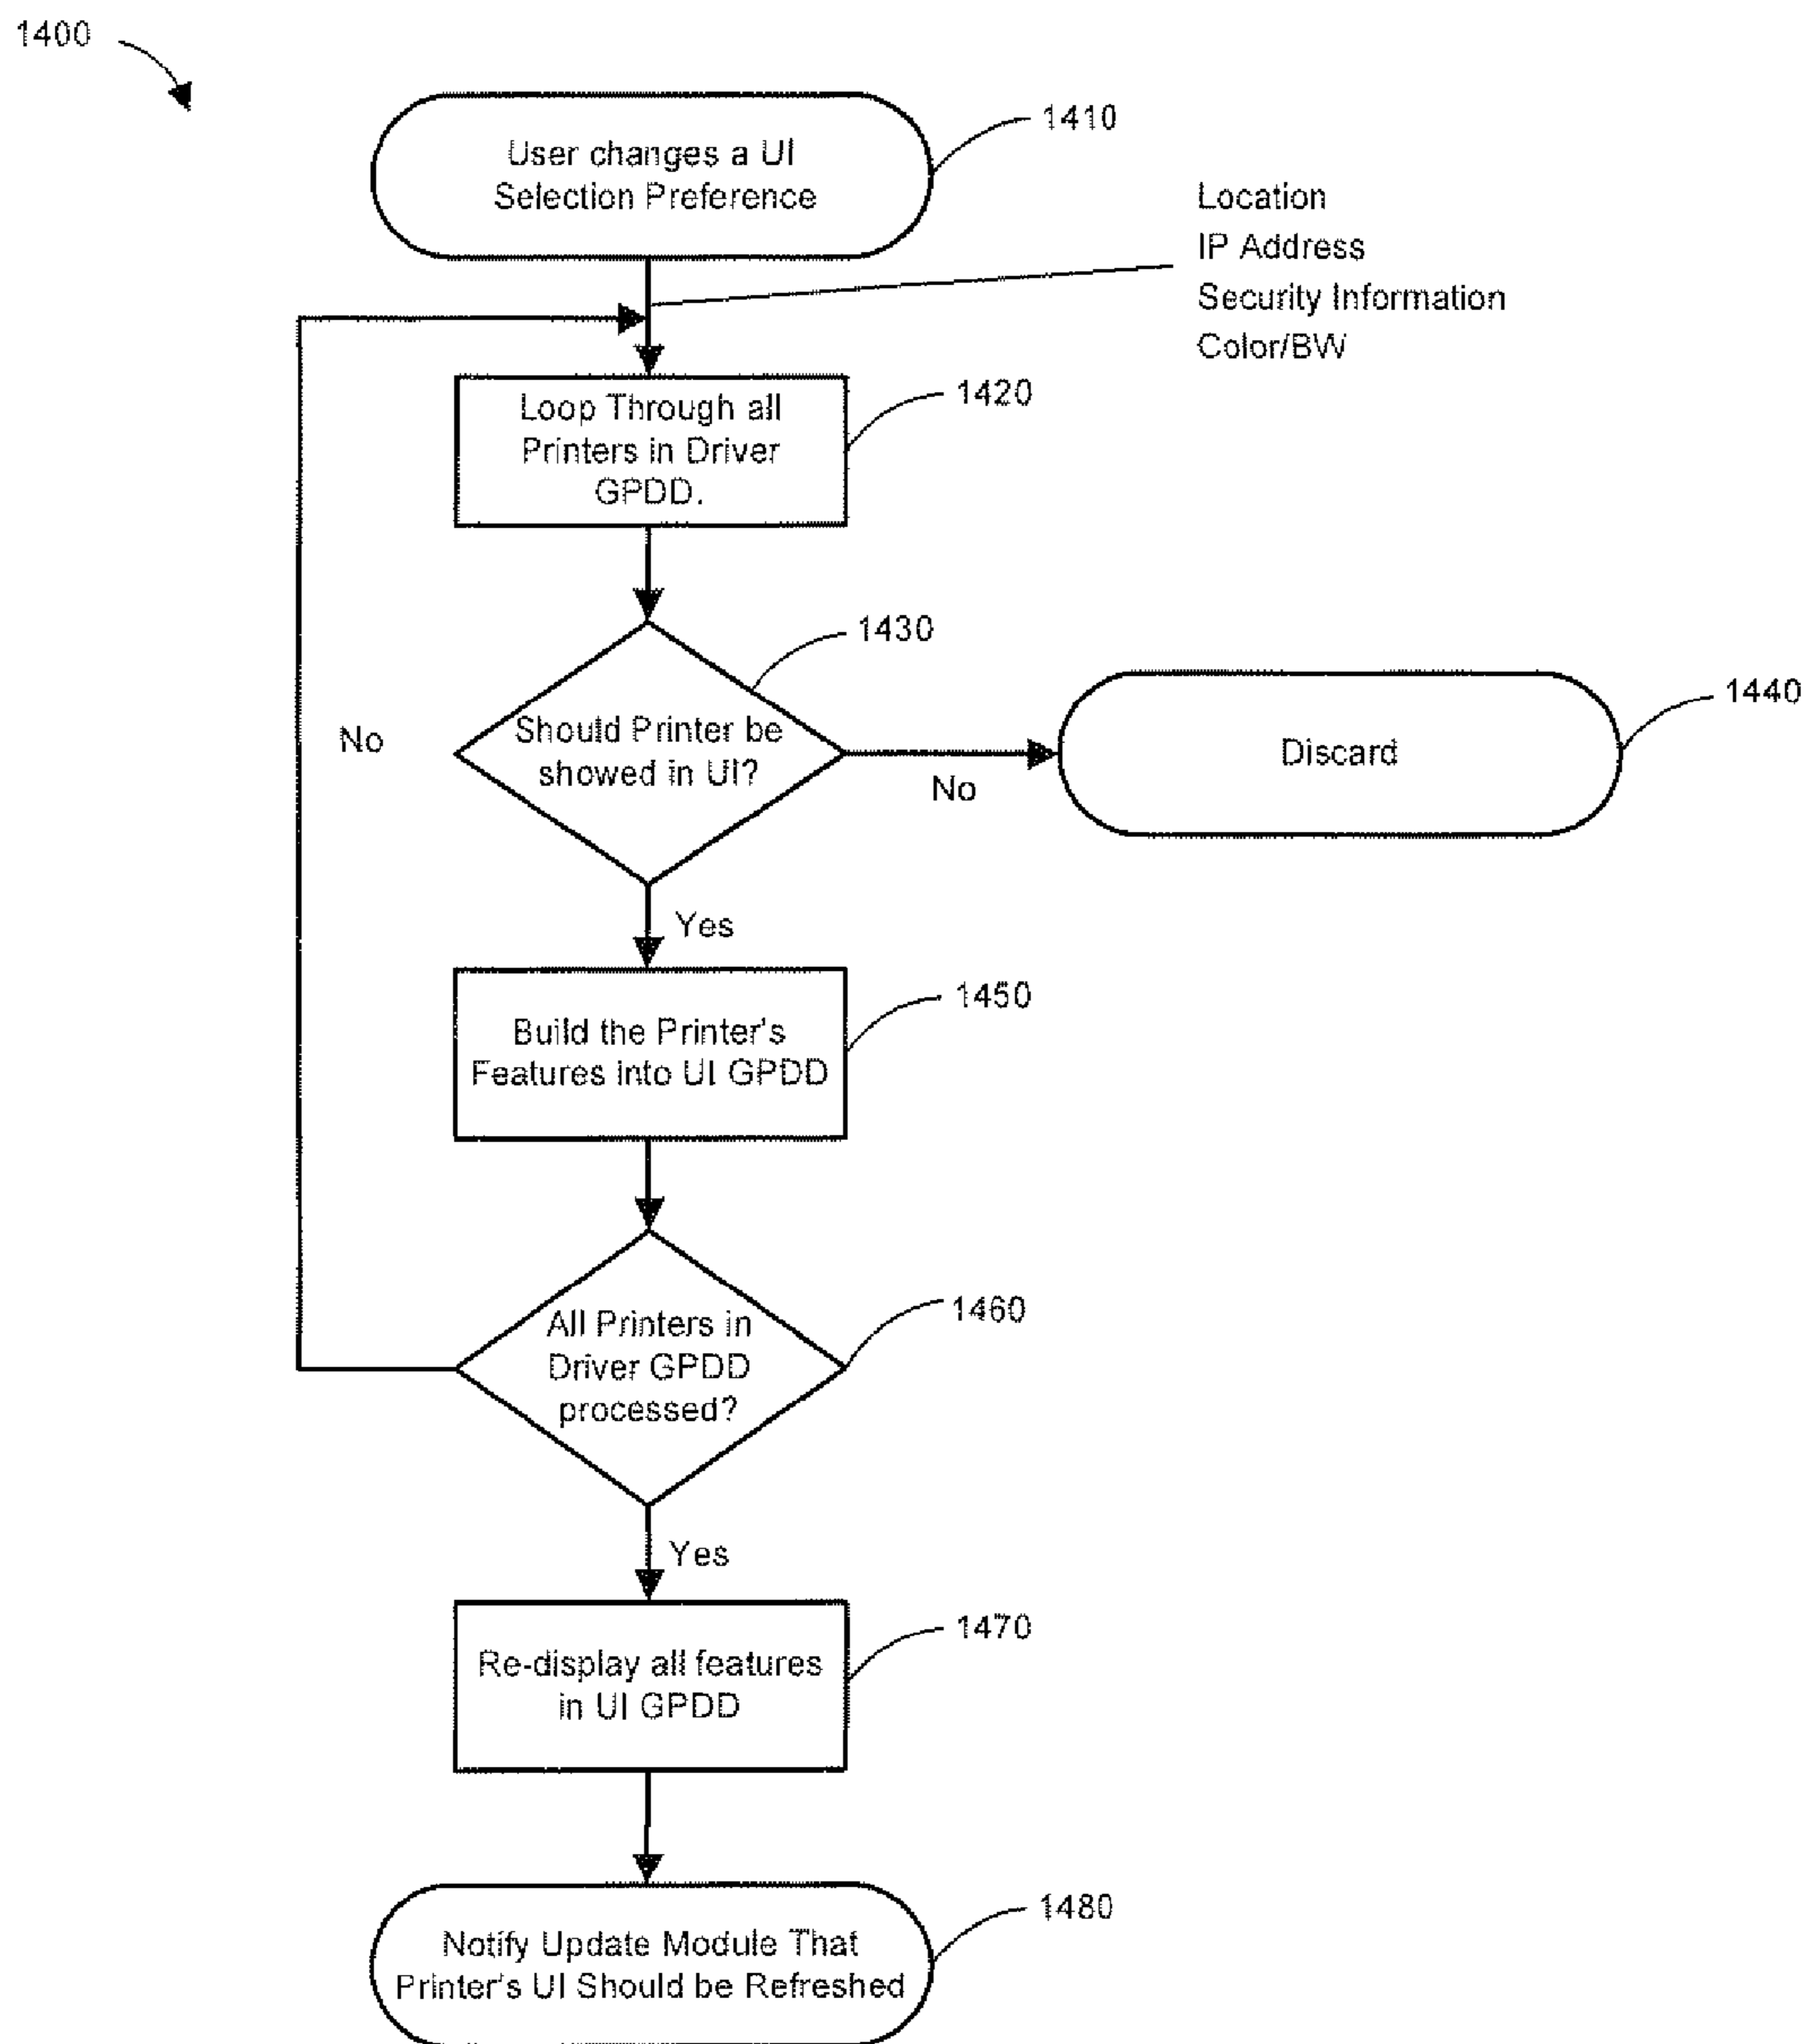 1400
User changes a UI
Selection Preference
1410
Location
IP Address
Security Information
Color/BW
Loop Through all
Printers in Driver
GPDD.
1420
Should Printer be
showed in UI?
1430
No
No
Discard
1440
Yes
Build the Printer's
Features into UI GPDD
1450
All Printers in
Driver GPDD
processed?
1460
Yes
Re-display all features
in UI GPDD
1470
Notify Update Module That
Printer's UI Should be Refreshed
1480